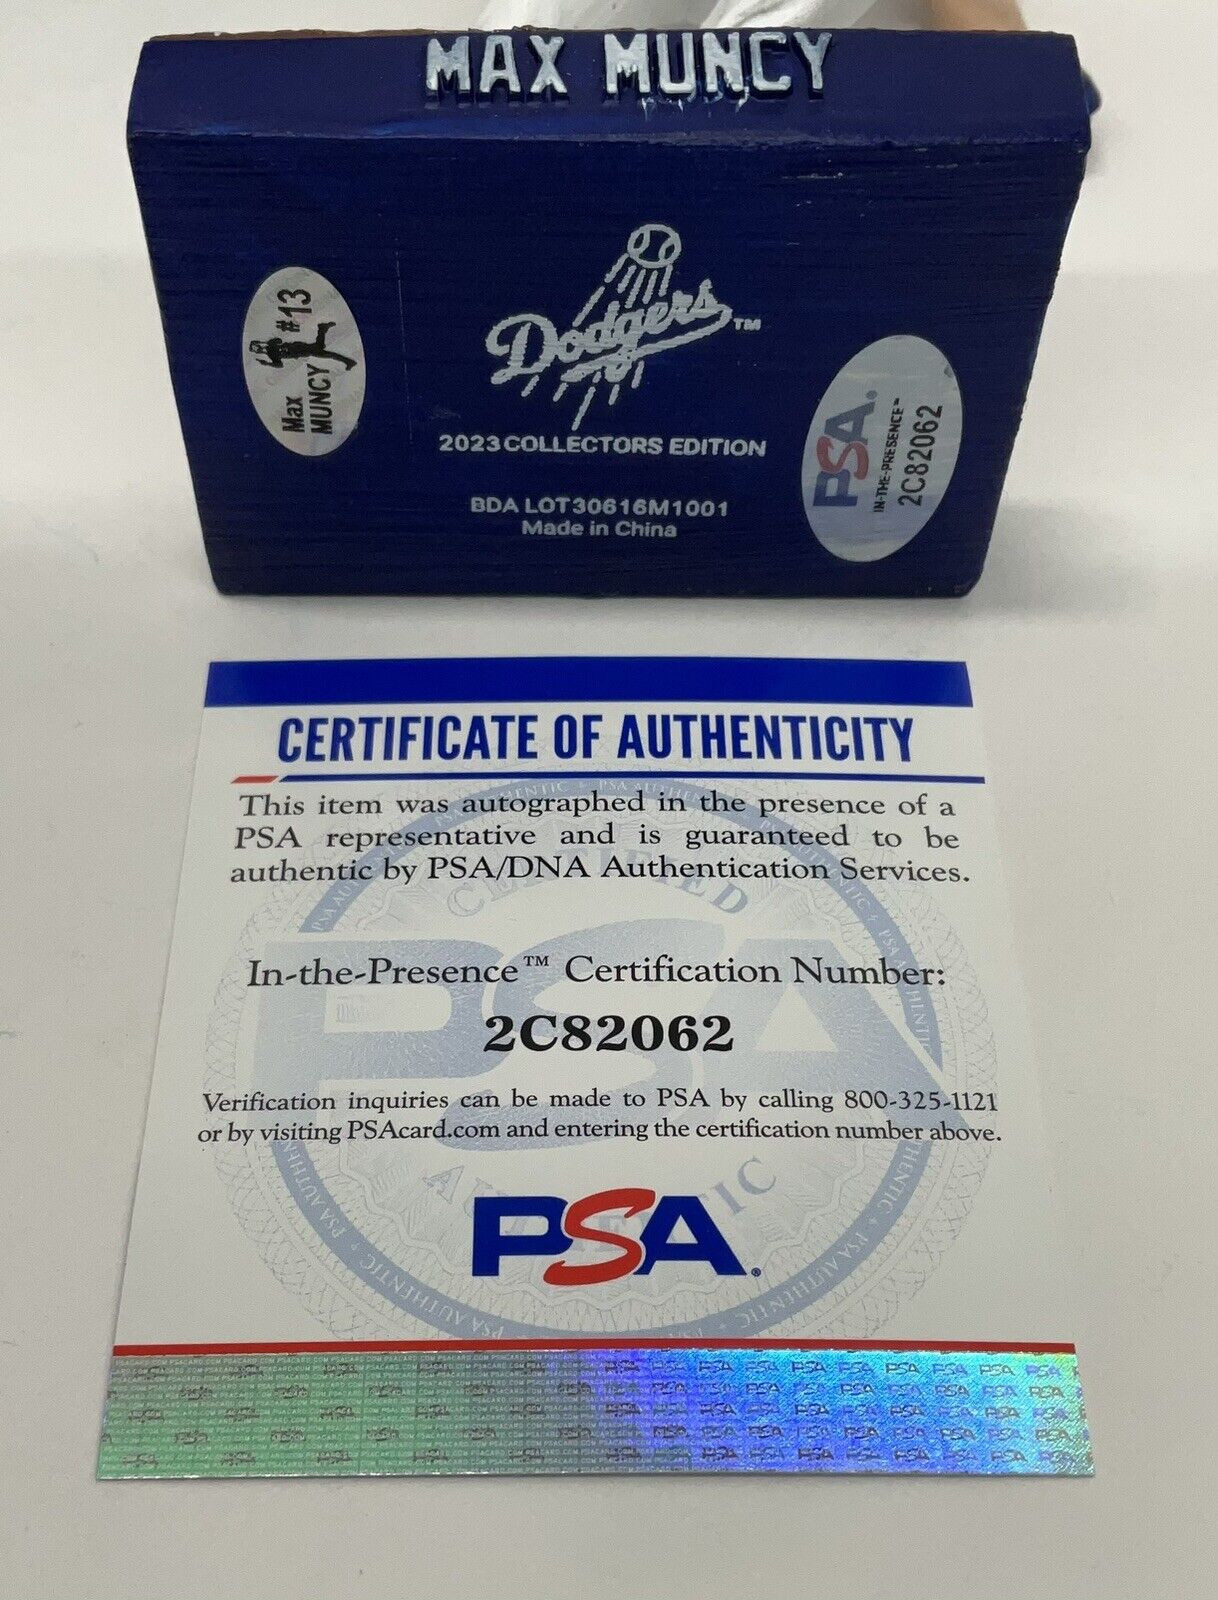 MAX MUNCY
Max
MUNCY
#13
Dodgers™
2023 COLLECTORS EDITION
BDA LOT30616M1001
Made in China
PSA®
IN-THE-PRESENCE™
2C82062
CERTIFICATE OF AUTHENTICITY
This item was autographed in the presence of a
PSA representative and is guaranteed to be
authentic by PSA/DNA Authentication Services.
CERTIFIED
In-the-Presence™ Certification Number:
2C82062
Verification inquiries can be made to PSA by calling 800-325-1121
or by visiting PSAcard.com and entering the certification number above.
AUTHENTIC
PSA®